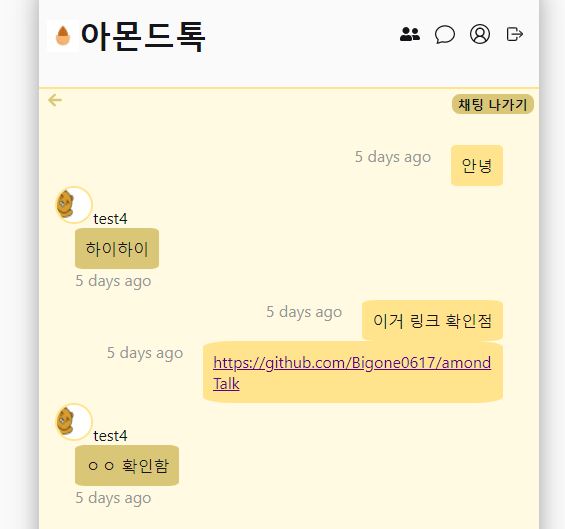 아몬드톡
채팅 나가기
5 days ago 안녕
test4
하이하이
5 days ago
5 days ago 이거 링크 확인점
5 days ago https://github.com/Bigone0617/amond
Talk
test4
ㅇㅇ 확인함
5 days ago